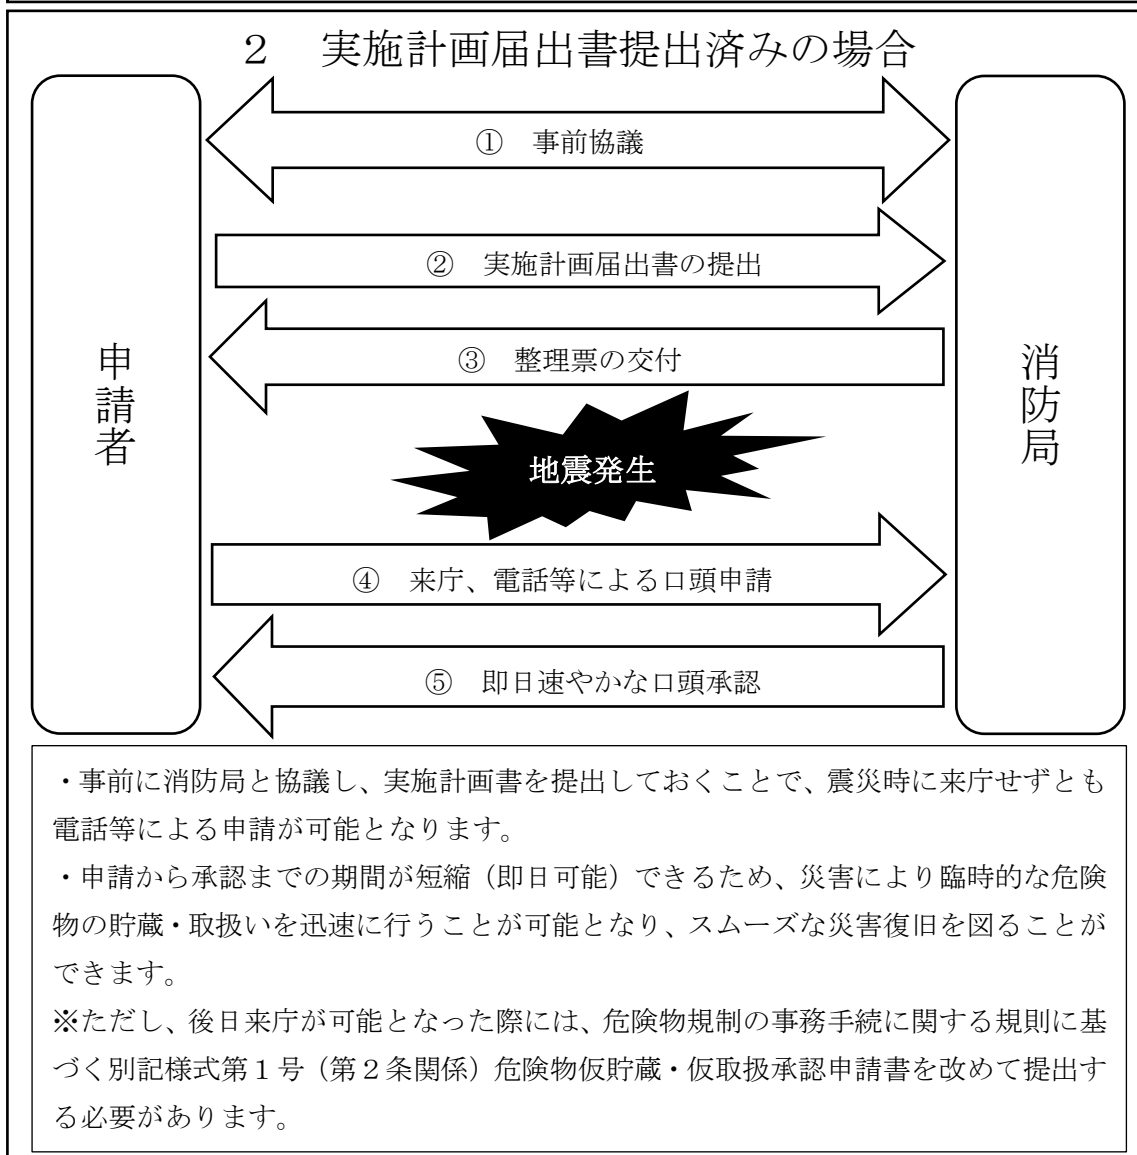 ２　実施計画届出書提出済みの場合
①　事前協議
②　実施計画届出書の提出
③　整理票の交付
申請者
消防局
地震発生
④　来庁、電話等による口頭申請
⑤　即日速やかな口頭承認
・事前に消防局と協議し、実施計画書を提出しておくことで、震災時に来庁せずとも
電話等による申請が可能となります。
・申請から承認までの期間が短縮（即日可能）できるため、災害により臨時的な危険
物の貯蔵・取扱いを迅速に行うことが可能となり、スムーズな災害復旧を図ることが
できます。
※ただし、後日来庁が可能となった際には、危険物規制の事務手続に関する規則に基
づく別記様式第１号（第２条関係）危険物仮貯蔵・仮取扱承認申請書を改めて提出す
る必要があります。